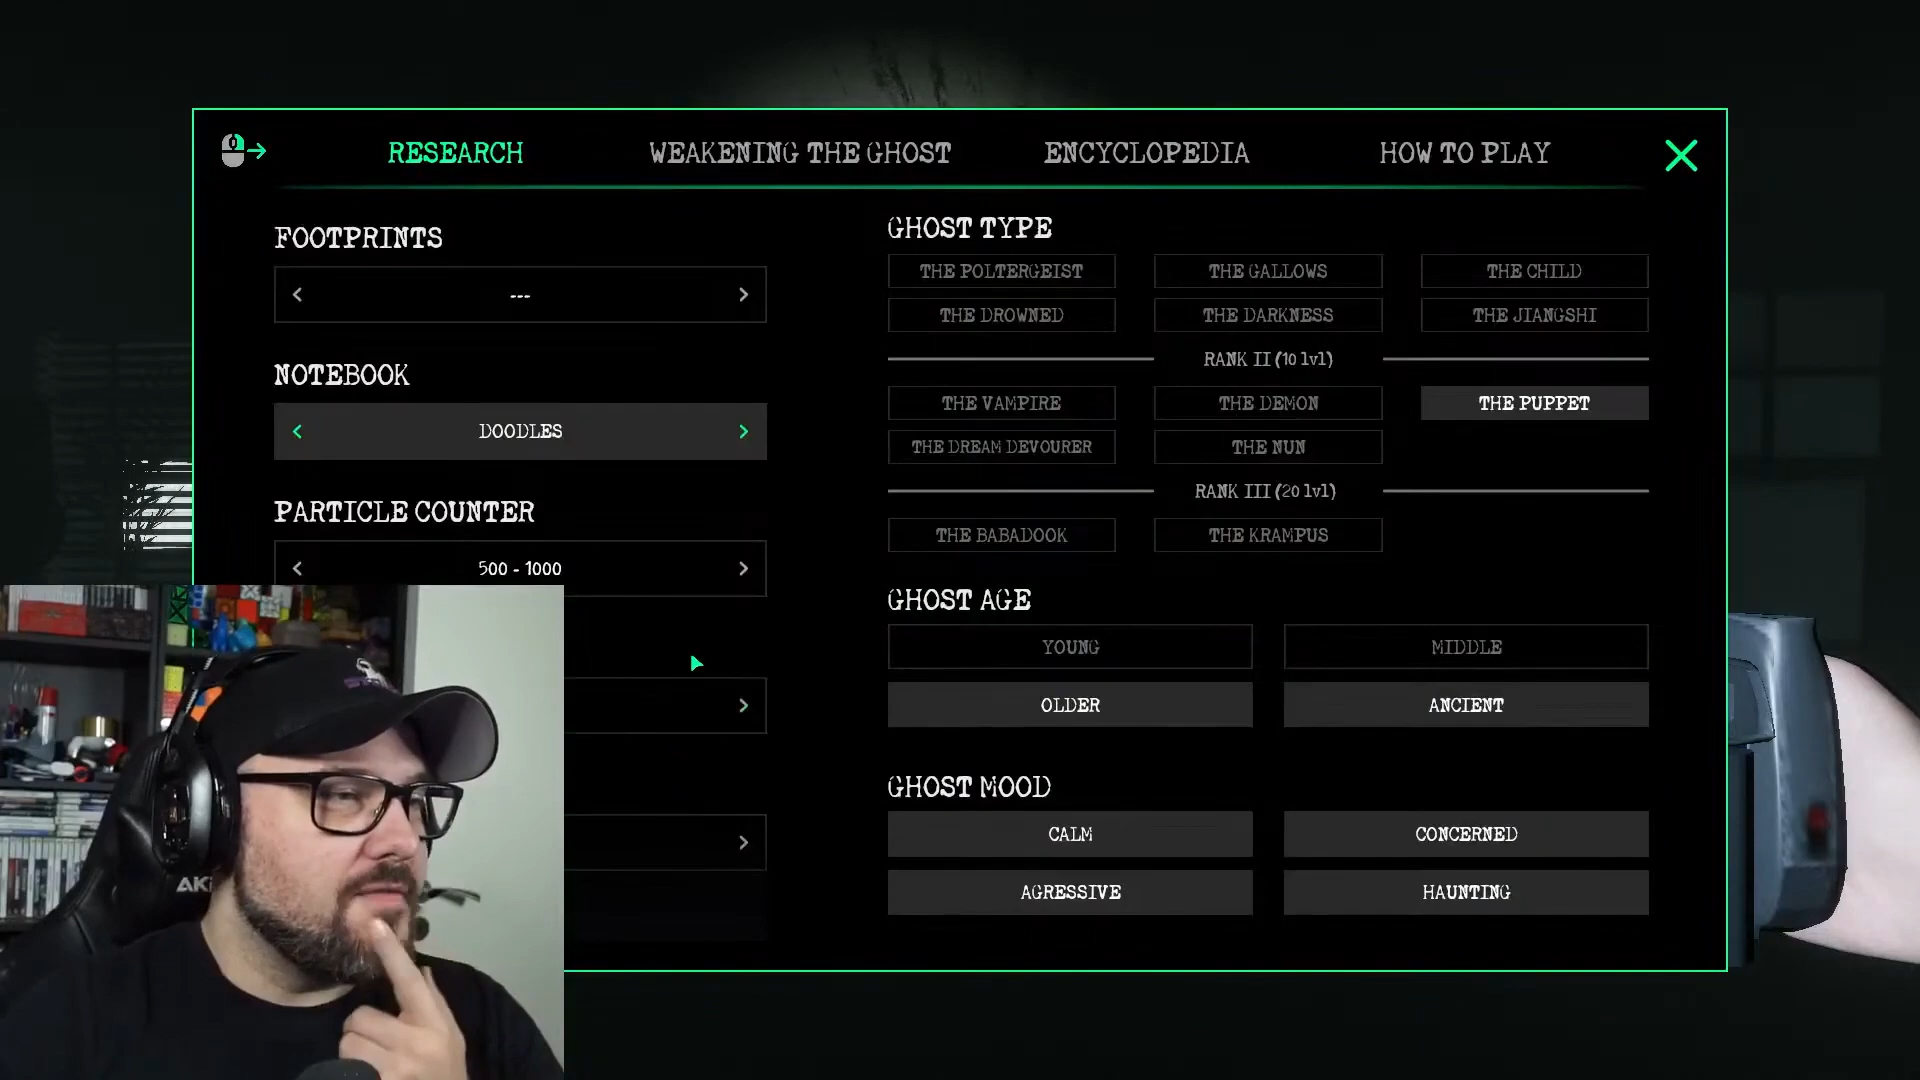 RESEARCH
WEAKENING THE GHOST
ENCYCLOPEDIA
HOW TO PLAY
FOOTPRINTS
---
NOTEBOOK
DOODLES
PARTICLE COUNTER
500 - 1000
GHOST TYPE
THE POLTERGEIST
THE GALLOWS
THE CHILD
THE DROWNED
THE DARKNESS
THE JIANGSHI
RANK II (10 lvl)
THE VAMPIRE
THE DEMON
THE PUPPET
THE DREAM DEVOURER
THE NUN
RANK III (20 lvl)
THE BABADOOK
THE KRAMPUS
GHOST AGE
YOUNG
MIDDLE
OLDER
ANCIENT
GHOST MOOD
CALM
CONCERNED
AGRESSIVE
HAUNTING